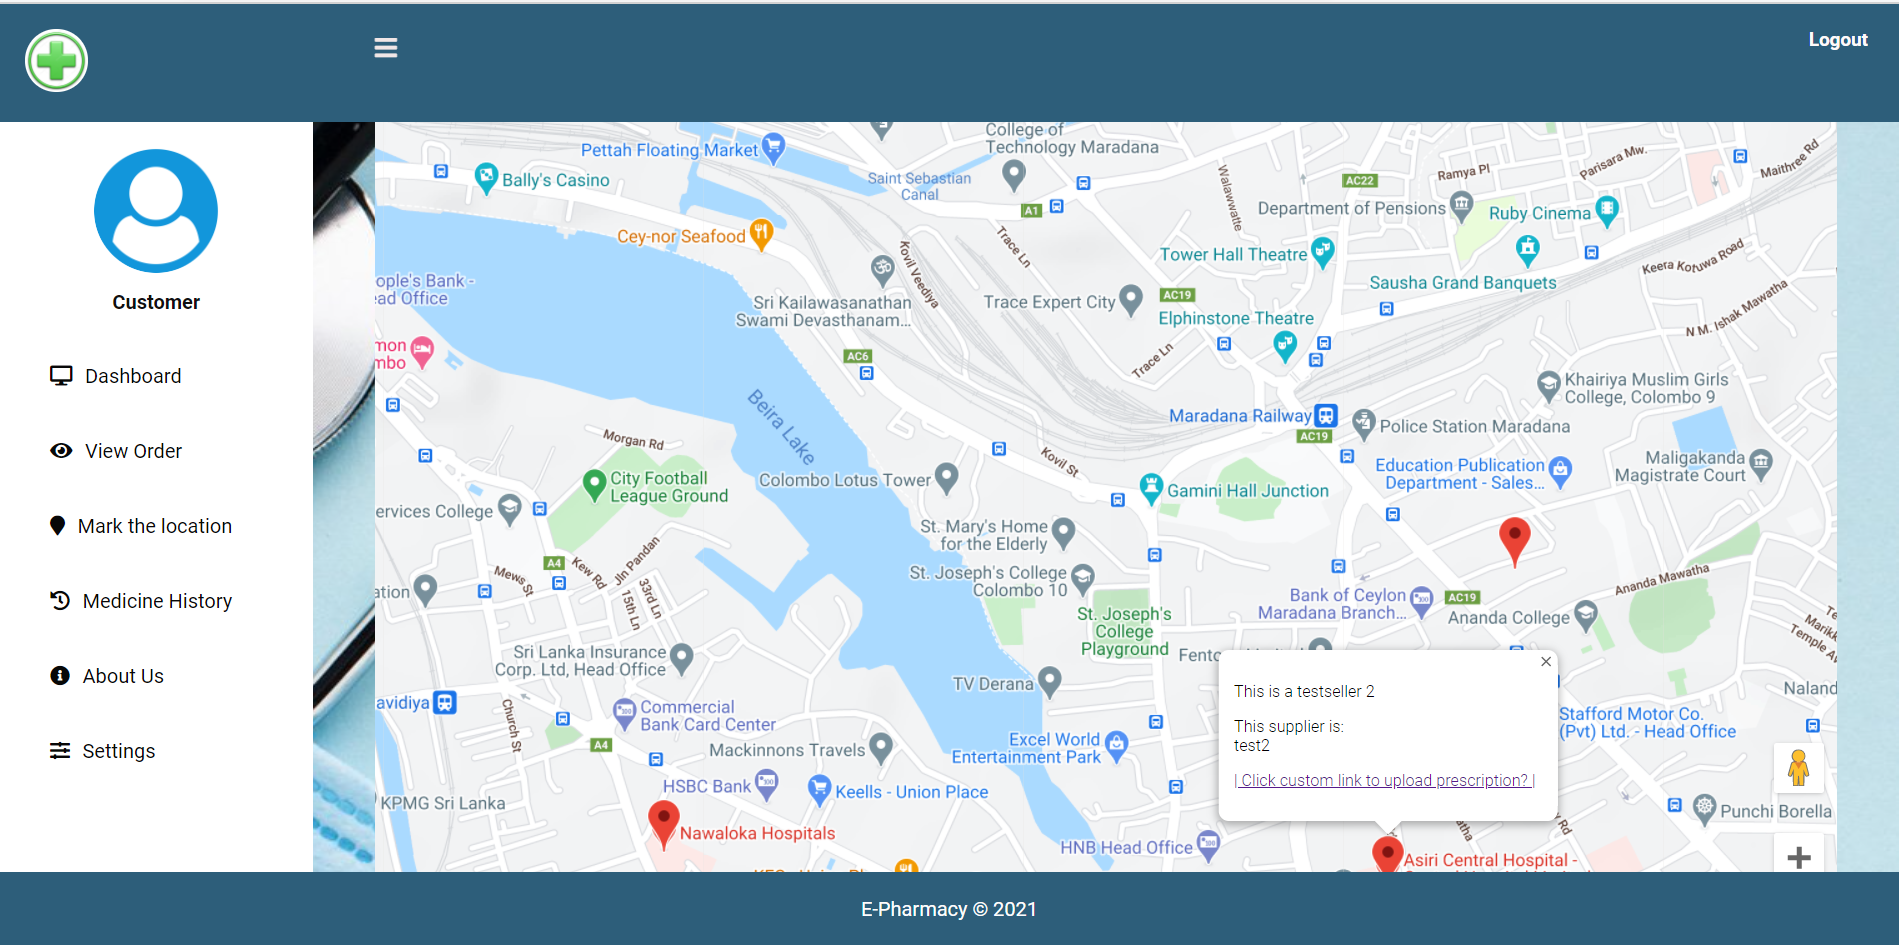 Logout
Customer
Dashboard
View Order
Mark the location
Medicine History
About Us
Settings
Pettah Floating Market
College of
Technology Maradana
Bally's Casino
Saint Sebastian
Canal
A1
Walawwatte
AC22
Ramya Pl
Parisara Mw.
Maithree Rd
Department of Pensions
Ruby Cinema
Cey-nor Seafood
Kovil Veediya
Trace Ln
Tower Hall Theatre
Sausha Grand Banquets
Keera Kotuwa Road
ople's Bank -
ead Office
Sri Kailawasanathan
Swami Devasthanam...
Trace Expert City
AC19
Elphinstone Theatre
N M. Ishak Mawatha
mon
mbo
AC6
Trace Ln
Beira Lake
Khairiya Muslim Girls
College, Colombo 9
Maradana Railway
AC19
Police Station Maradana
Morgan Rd
Kovil St
City Football
League Ground
Colombo Lotus Tower
Education Publication
Department - Sales...
Maligakanda
Magistrate Court
Gamini Hall Junction
ervices College
St. Mary's Home
for the Elderly
A4
Mews St
Kew Rd
Jln Pandan
33rd Ln
15th Ln
ation
St. Joseph's College
Colombo 10
St. Joseph's
College
Playground
Bank of Ceylon
Maradana Branch...
AC19
Ananda Mawatha
Ananda College
Marikk
Temple Av
Sri Lanka Insurance
Corp. Ltd, Head Office
TV Derana
Naland
avidiya
Church St
Commercial
Bank Card Center
A4
Mackinnons Travels
Excel World
Entertainment Park
Stafford Motor Co.
(Pvt) Ltd. - Head Office
This is a testseller 2
This supplier is:
test2
| Click custom link to upload prescription? |
HSBC Bank
Keells - Union Place
KPMG Sri Lanka
Punchi Borella
Nawaloka Hospitals
HNB Head Office
Asiri Central Hospital -
E-Pharmacy © 2021